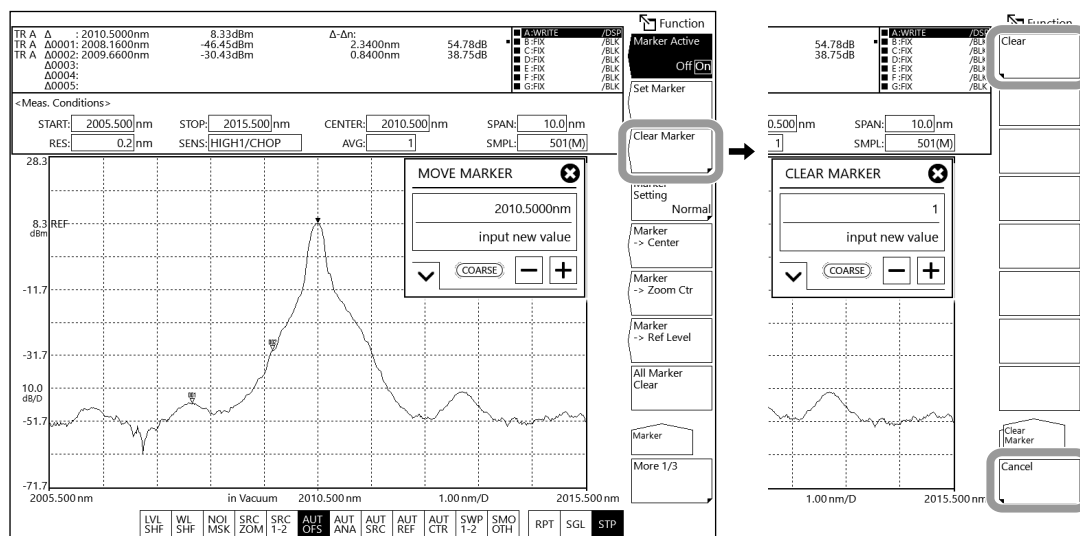 Function
TR A Δ : 2010.5000nm 8.33dBm Δ-Δn:
TR A Δ0001: 2008.1600nm -46.45dBm 2.3400nm 54.78dB
TR A Δ0002: 2009.6600nm -30.43dBm 0.8400nm 38.75dB
Δ0003:
Δ0004:
Δ0005:
A:WRITE /DSP
B:FIX /BLK
C:FIX /BLK
D:FIX /BLK
E:FIX /BLK
F:FIX /BLK
G:FIX /BLK
<Meas. Conditions>
START: 2005.500 nm STOP: 2015.500 nm CENTER: 2010.500 nm SPAN: 10.0 nm
RES: 0.2 nm SENS: HIGH1/CHOP AVG: 1 SMPL: 501(M)
28.3
8.3 REF
dBm
-11.7
-31.7
10.0
dB/D
-51.7
-71.7
2005.500 nm in Vacuum 2010.500 nm 1.00 nm/D 2015.500 nm
MOVE MARKER
2010.5000nm
input new value
COARSE
Marker Active
Off On
Set Marker
Clear Marker
Marker
Setting
Normal
Marker
-> Center
Marker
-> Zoom Ctr
Marker
-> Ref Level
All Marker
Clear
Marker
More 1/3
LVL SHF
WL SHF
NOI MSK
SRC ZOM
SRC 1-2
AUT OFS
AUT ANA
AUT SRC
AUT REF
AUT CTR
SWP 1-2
SMO OTH
RPT
SGL
STP
Function
54.78dB
38.75dB
A:WRITE /DSP
B:FIX /BLK
C:FIX /BLK
D:FIX /BLK
E:FIX /BLK
F:FIX /BLK
G:FIX /BLK
0.500 nm SPAN: 10.0 nm
1 SMPL: 501(M)
CLEAR MARKER
1
input new value
COARSE
1.00 nm/D 2015.500 nm
Clear
Clear
Marker
Cancel